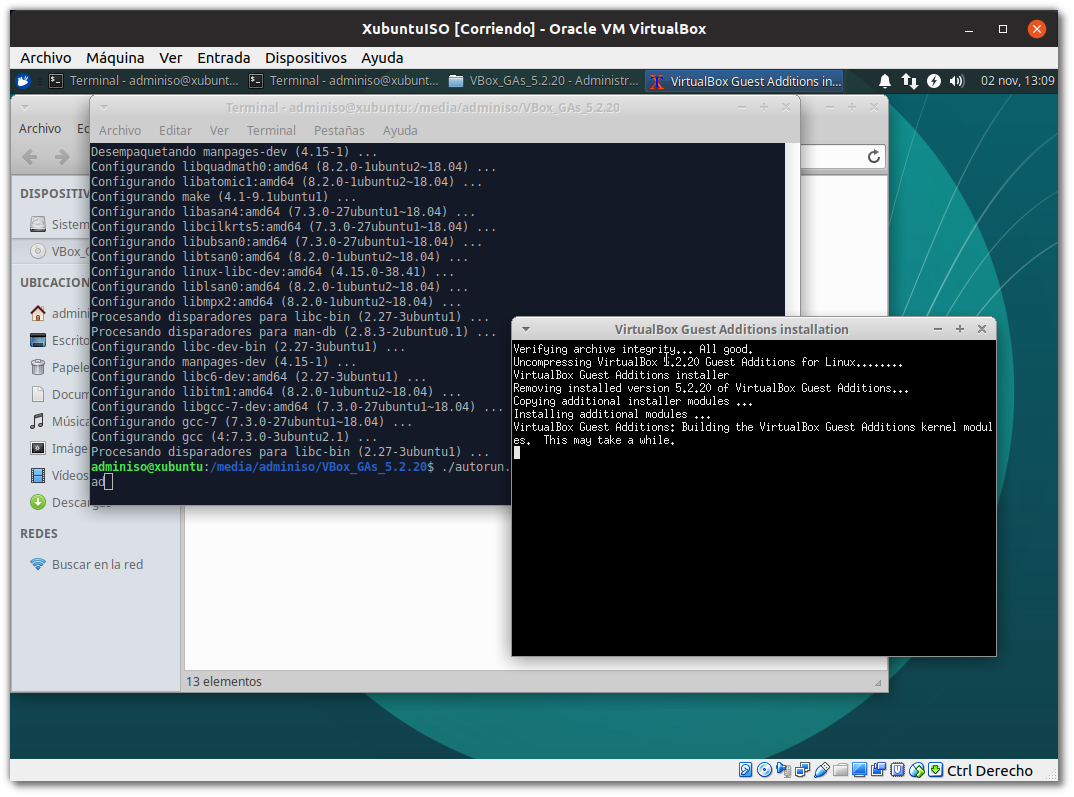 XubuntuISO [Corriendo] - Oracle VM VirtualBox
Archivo Máquina Ver Entrada Dispositivos Ayuda
Terminal - adminiso@xubunt... Terminal - adminiso@xubunt... VBox_GAs_5.2.20 - Administr... VirtualBox Guest Additions in... 02 nov, 13:09
Terminal - adminiso@xubuntu:/media/adminiso/VBox_GAs_5.2.20
Archivo Ed
Archivo Editar Ver Terminal Pestañas Ayuda
DISPOSITIV
Sistem
VBox_G
UBICACION
admini
Escrito
Papele
Docum
Música
Imáge
Vídeos
Descargas
REDES
Buscar en la red
Desempaquetando manpages-dev (4.15-1) ...
Configurando libquadmath0:amd64 (8.2.0-1ubuntu2~18.04) ...
Configurando libatomic1:amd64 (8.2.0-1ubuntu2~18.04) ...
Configurando make (4.1-9.1ubuntu1) ...
Configurando libasan4:amd64 (7.3.0-27ubuntu1~18.04) ...
Configurando libcilkrts5:amd64 (7.3.0-27ubuntu1~18.04) ...
Configurando libubsan0:amd64 (7.3.0-27ubuntu1~18.04) ...
Configurando libtsan0:amd64 (8.2.0-1ubuntu2~18.04) ...
Configurando linux-libc-dev:amd64 (4.15.0-38.41) ...
Configurando liblsan0:amd64 (8.2.0-1ubuntu2~18.04) ...
Configurando libmpx2:amd64 (8.2.0-1ubuntu2~18.04) ...
Procesando disparadores para libc-bin (2.27-3ubuntu1) ...
Procesando disparadores para man-db (2.8.3-2ubuntu0.1) ...
Configurando libc-dev-bin (2.27-3ubuntu1) ...
Configurando manpages-dev (4.15-1) ...
Configurando libc6-dev:amd64 (2.27-3ubuntu1) ...
Configurando libitm1:amd64 (8.2.0-1ubuntu2~18.04) ...
Configurando libgcc-7-dev:amd64 (7.3.0-27ubuntu1~18.04) ...
Configurando gcc-7 (7.3.0-27ubuntu1~18.04) ...
Configurando gcc (4:7.3.0-3ubuntu2.1) ...
Procesando disparadores para libc-bin (2.27-3ubuntu1) ...
adminiso@xubuntu:/media/adminiso/VBox_GAs_5.2.20$ ./autorun.
ad
VirtualBox Guest Additions installation
Verifying archive integrity... All good.
Uncompressing VirtualBox 5.2.20 Guest Additions for Linux........
VirtualBox Guest Additions installer
Removing installed version 5.2.20 of VirtualBox Guest Additions...
Copying additional installer modules ...
Installing additional modules ...
VirtualBox Guest Additions: Building the VirtualBox Guest Additions kernel modul
es.  This may take a while.
13 elementos
Ctrl Derecho